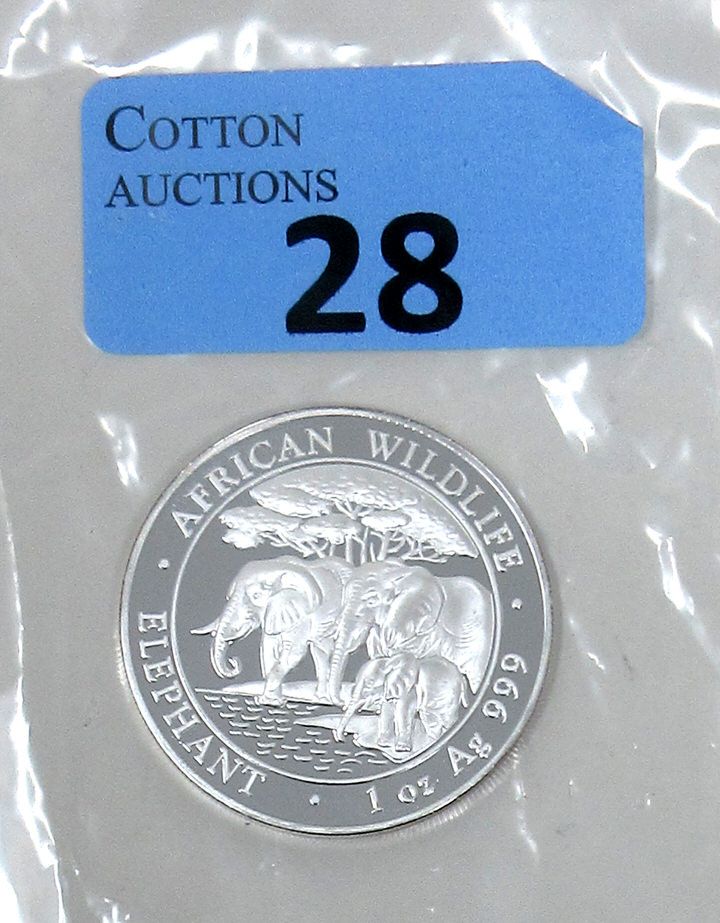 COTTON
AUCTIONS
28
AFRICAN WILDLIFE
ELEPHANT
1 oz Ag 999